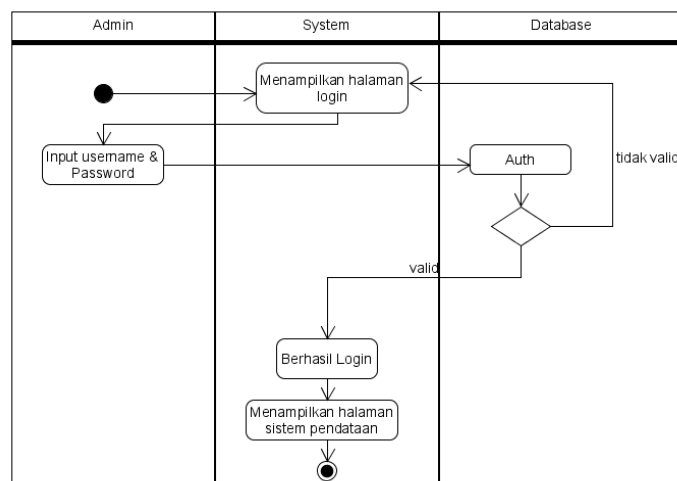 Admin
System
Database
Menampilkan halaman
login
Input username &
Password
Auth
tidak valid
valid
Berhasil Login
Menampilkan halaman
sistem pendataan